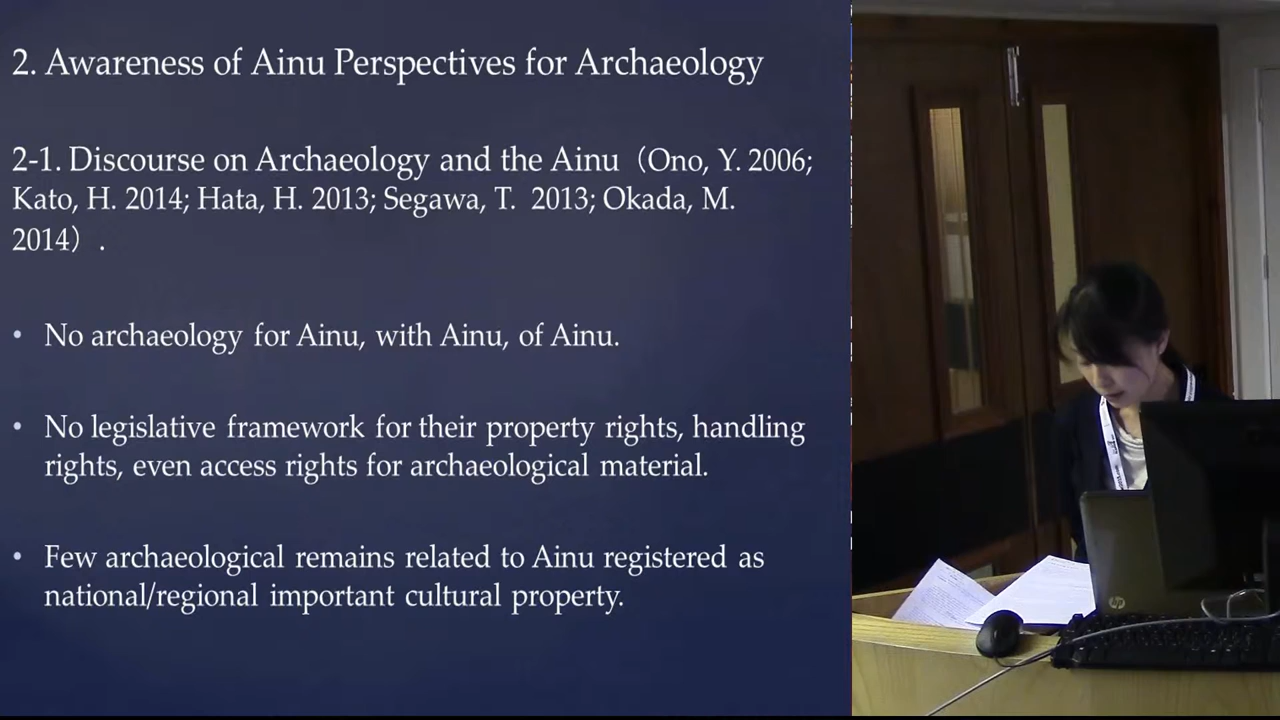 2. Awareness of Ainu Perspectives for Archaeology
2-1. Discourse on Archaeology and the Ainu（Ono, Y. 2006;
Kato, H. 2014; Hata, H. 2013; Segawa, T. 2013; Okada, M.
2014）.
• No archaeology for Ainu, with Ainu, of Ainu.
• No legislative framework for their property rights, handling
rights, even access rights for archaeological material.
• Few archaeological remains related to Ainu registered as
national/regional important cultural property.
hp